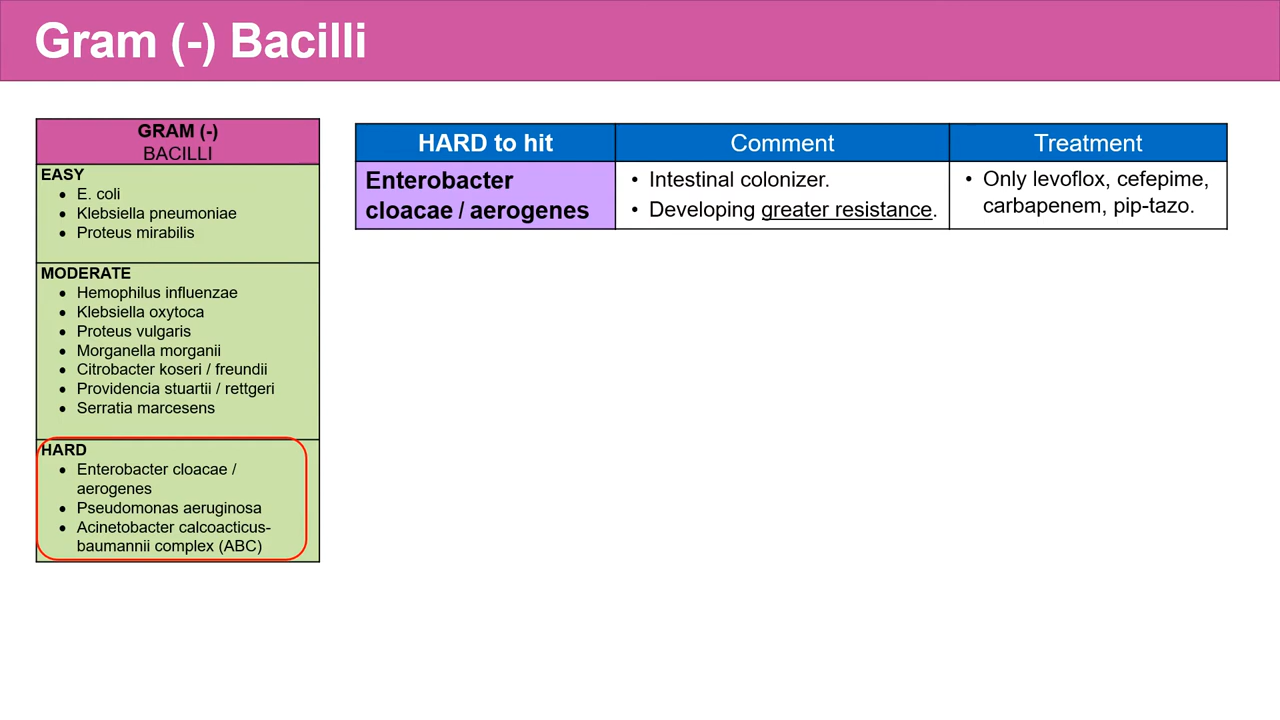 Gram (-) Bacilli
GRAM (-)
BACILLI
EASY
• E. coli
• Klebsiella pneumoniae
• Proteus mirabilis
MODERATE
• Hemophilus influenzae
• Klebsiella oxytoca
• Proteus vulgaris
• Morganella morganii
• Citrobacter koseri / freundii
• Providencia stuartii / rettgeri
• Serratia marcesens
HARD
• Enterobacter cloacae /
aerogenes
• Pseudomonas aeruginosa
• Acinetobacter calcoacticus-
baumannii complex (ABC)
HARD to hit
Comment
Treatment
Enterobacter
cloacae / aerogenes
• Intestinal colonizer.
• Developing greater resistance.
• Only levoflox, cefepime,
carbapenem, pip-tazo.